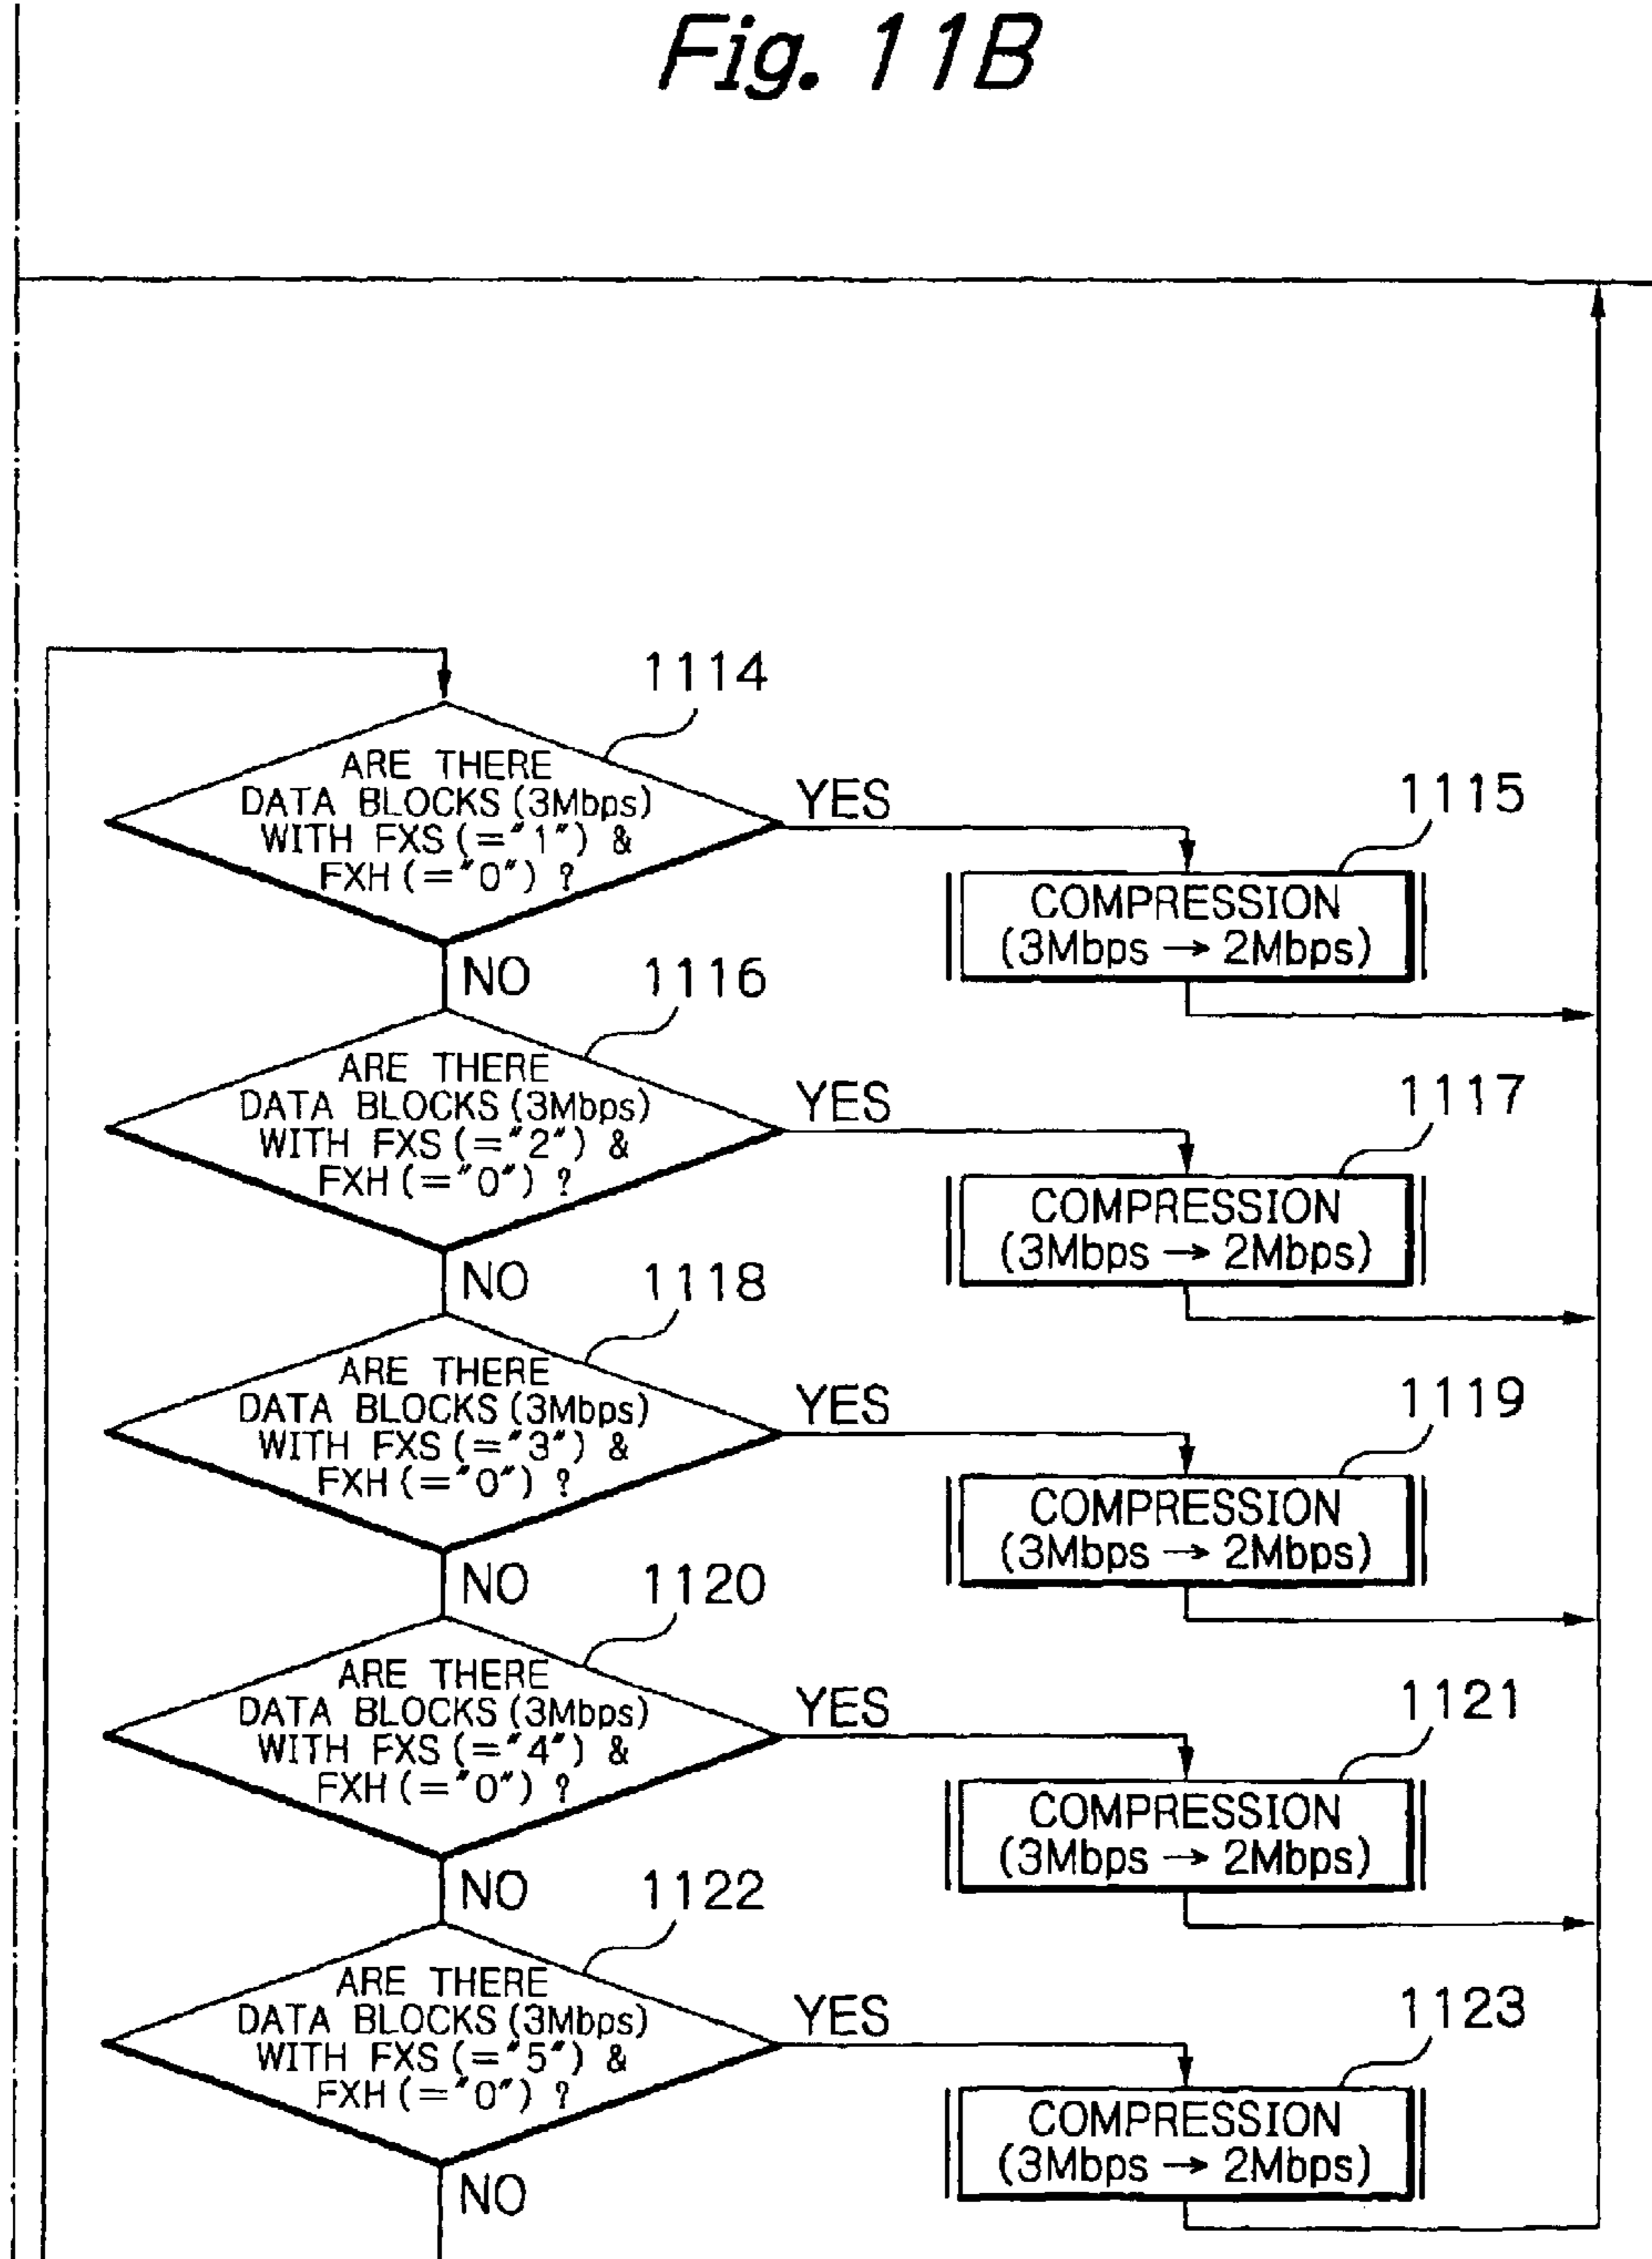 Fig. 11B
1114
ARE THERE
DATA BLOCKS (3Mbps)
WITH FXS (="1") &
FXH (="0") ?
YES
1115
COMPRESSION
(3Mbps → 2Mbps)
NO
1116
ARE THERE
DATA BLOCKS (3Mbps)
WITH FXS (="2") &
FXH (="0") ?
YES
1117
COMPRESSION
(3Mbps → 2Mbps)
NO
1118
ARE THERE
DATA BLOCKS (3Mbps)
WITH FXS (="3") &
FXH (="0") ?
YES
1119
COMPRESSION
(3Mbps → 2Mbps)
NO
1120
ARE THERE
DATA BLOCKS (3Mbps)
WITH FXS (="4") &
FXH (="0") ?
YES
1121
COMPRESSION
(3Mbps → 2Mbps)
NO
1122
ARE THERE
DATA BLOCKS (3Mbps)
WITH FXS (="5") &
FXH (="0") ?
YES
1123
COMPRESSION
(3Mbps → 2Mbps)
NO